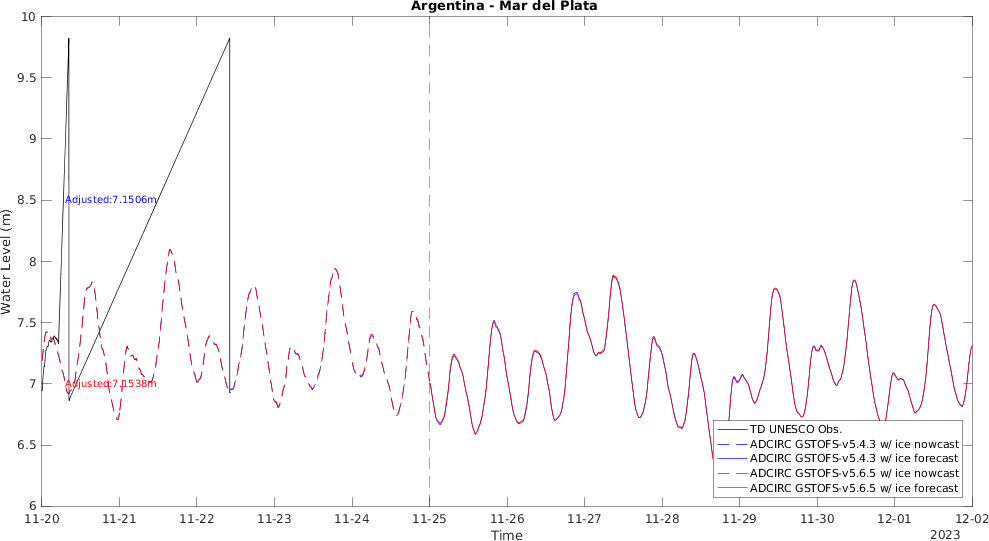 Argentina - Mar del Plata
10
9.5
9
8.5
8
7.5
7
6.5
6
Water Level (m)
Adjusted:7.1506m
Adjusted:7.1538m
TD UNESCO Obs.
ADCIRC GSTOFS-v5.4.3 w/ ice nowcast
ADCIRC GSTOFS-v5.4.3 w/ ice forecast
ADCIRC GSTOFS-v5.6.5 w/ ice nowcast
ADCIRC GSTOFS-v5.6.5 w/ ice forecast
11-20 11-21 11-22 11-23 11-24 11-25 11-26 11-27 11-28 11-29 11-30 12-01 12-02
Time
2023